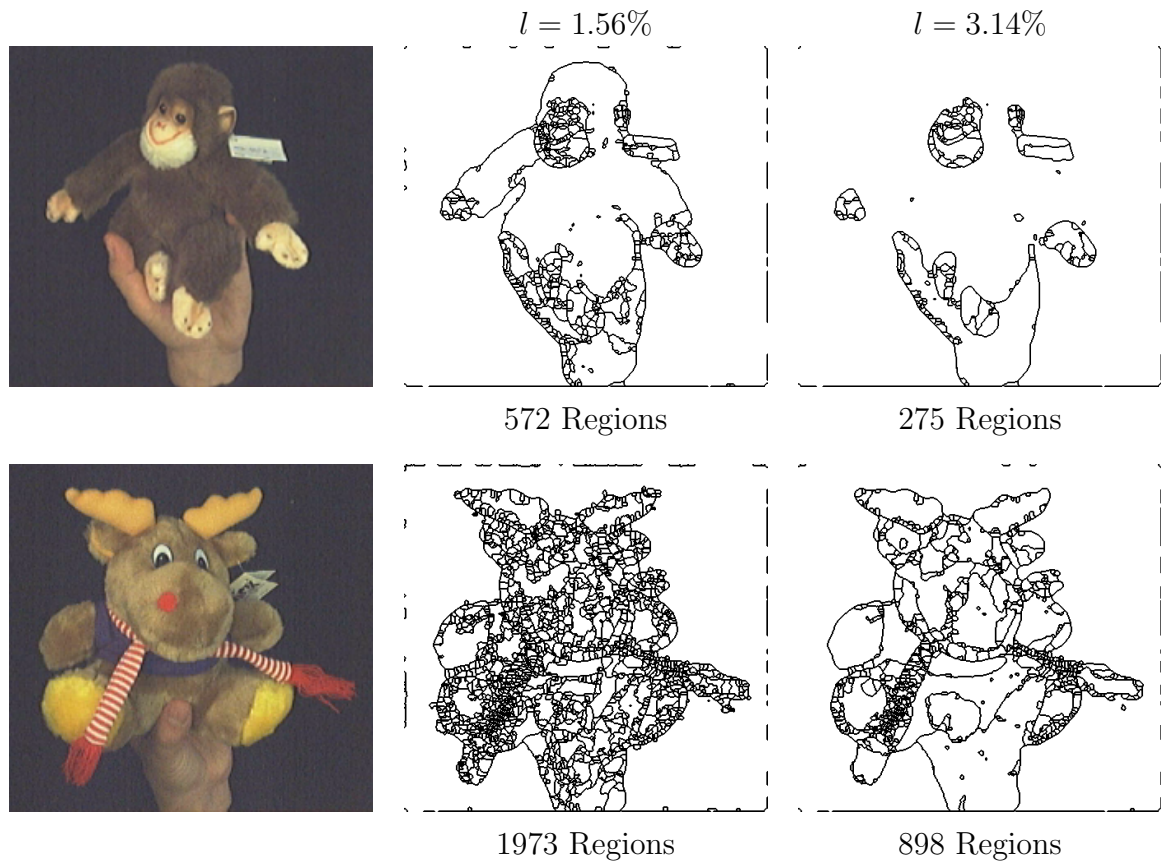 l = 1.56%
l = 3.14%
572 Regions
275 Regions
1973 Regions
898 Regions